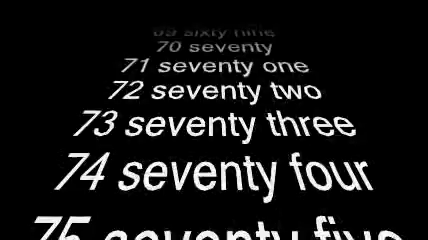 69 sixty nine
70 seventy
71 seventy one
72 seventy two
73 seventy three
74 seventy four
75 seventy five